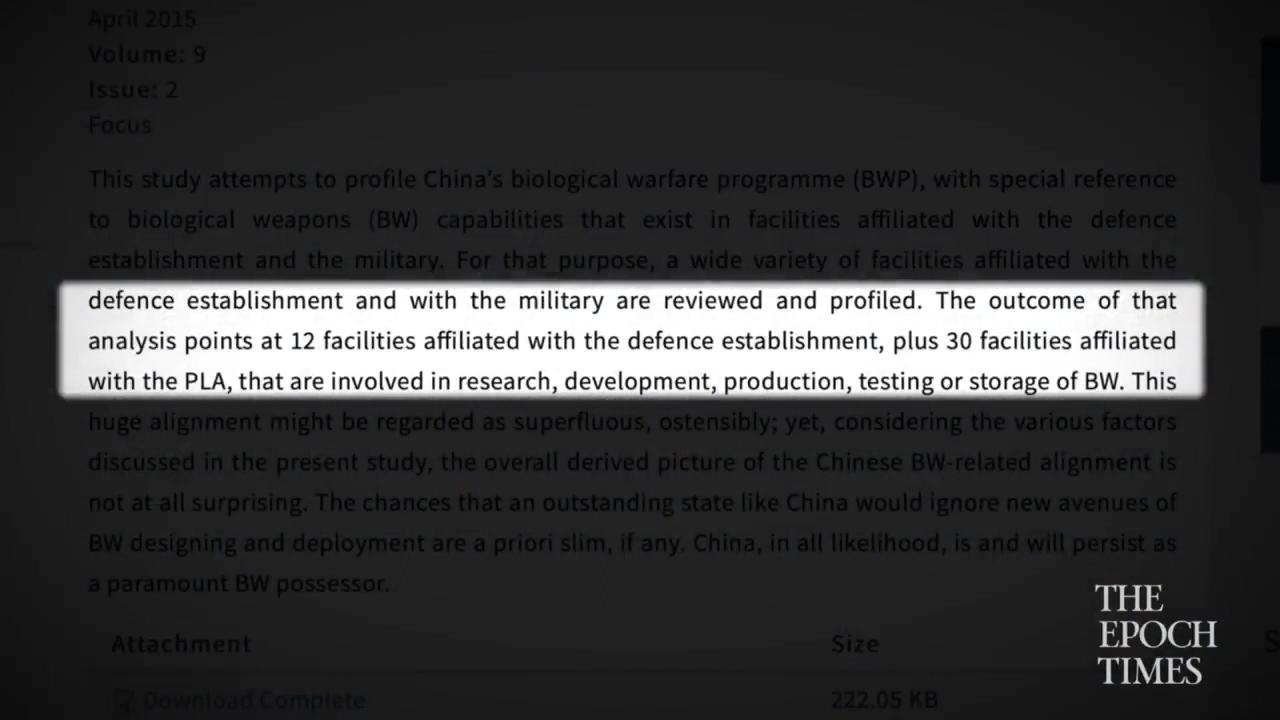 April 2015
Volume: 9
Issue: 2
Focus
This study attempts to profile China's biological warfare programme (BWP), with special reference
to biological weapons (BW) capabilities that exist in facilities affiliated with the defence
establishment and the military. For that purpose, a wide variety of facilities affiliated with the
defence establishment and with the military are reviewed and profiled. The outcome of that
analysis points at 12 facilities affiliated with the defence establishment, plus 30 facilities affiliated
with the PLA, that are involved in research, development, production, testing or storage of BW. This
huge alignment might be regarded as superfluous, ostensibly; yet, considering the various factors
discussed in the present study, the overall derived picture of the Chinese BW-related alignment is
not at all surprising. The chances that an outstanding state like China would ignore new avenues of
BW designing and deployment are a priori slim, if any. China, in all likelihood, is and will persist as
a paramount BW possessor.
Attachment Size
Download Complete 222.05 KB
THE
EPOCH
TIMES